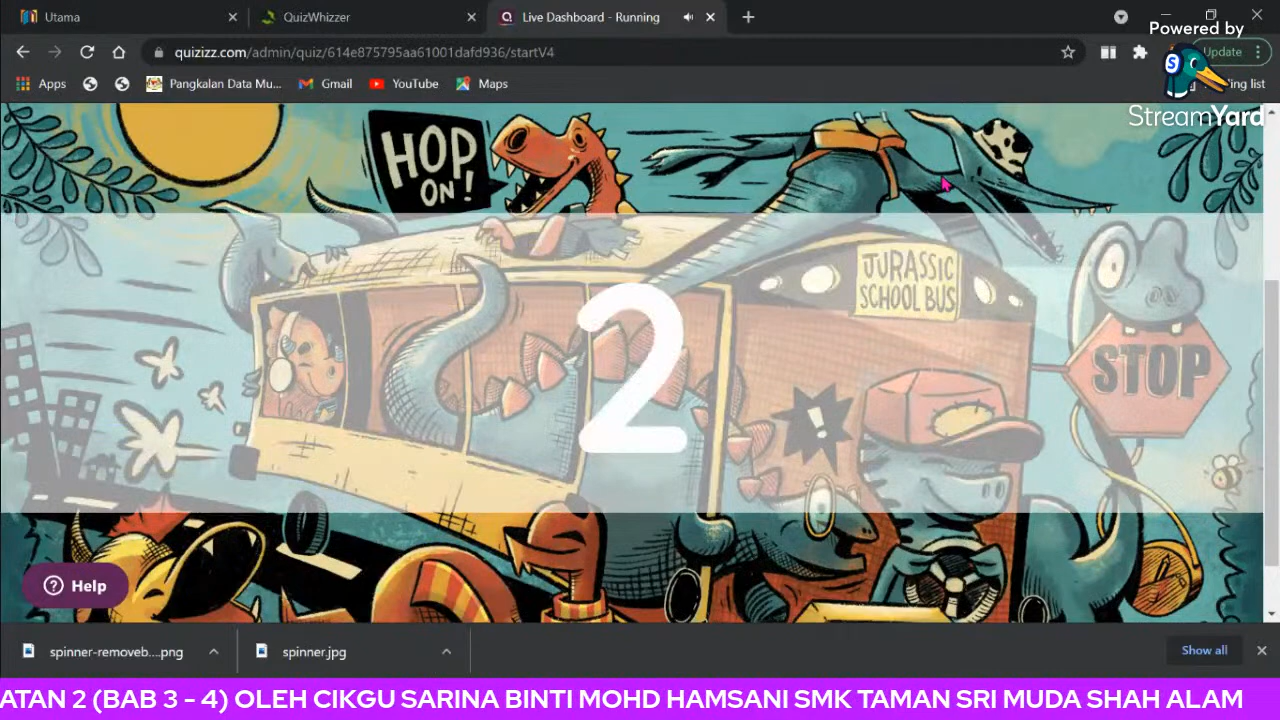 Utama
QuizWhizzer
Live Dashboard - Running
Powered by
quizizz.com/admin/quiz/614e875795aa61001dafd936/startV4
Update
Apps
Pangkalan Data Mu...
Gmail
YouTube
Maps
StreamYard
HOP
ON!
JURASSIC
SCHOOL BUS
STOP
!
2
Help
spinner-removeb....png
spinner.jpg
Show all
ATAN 2 (BAB 3 - 4) OLEH CIKGU SARINA BINTI MOHD HAMSANI SMK TAMAN SRI MUDA SHAH ALAM